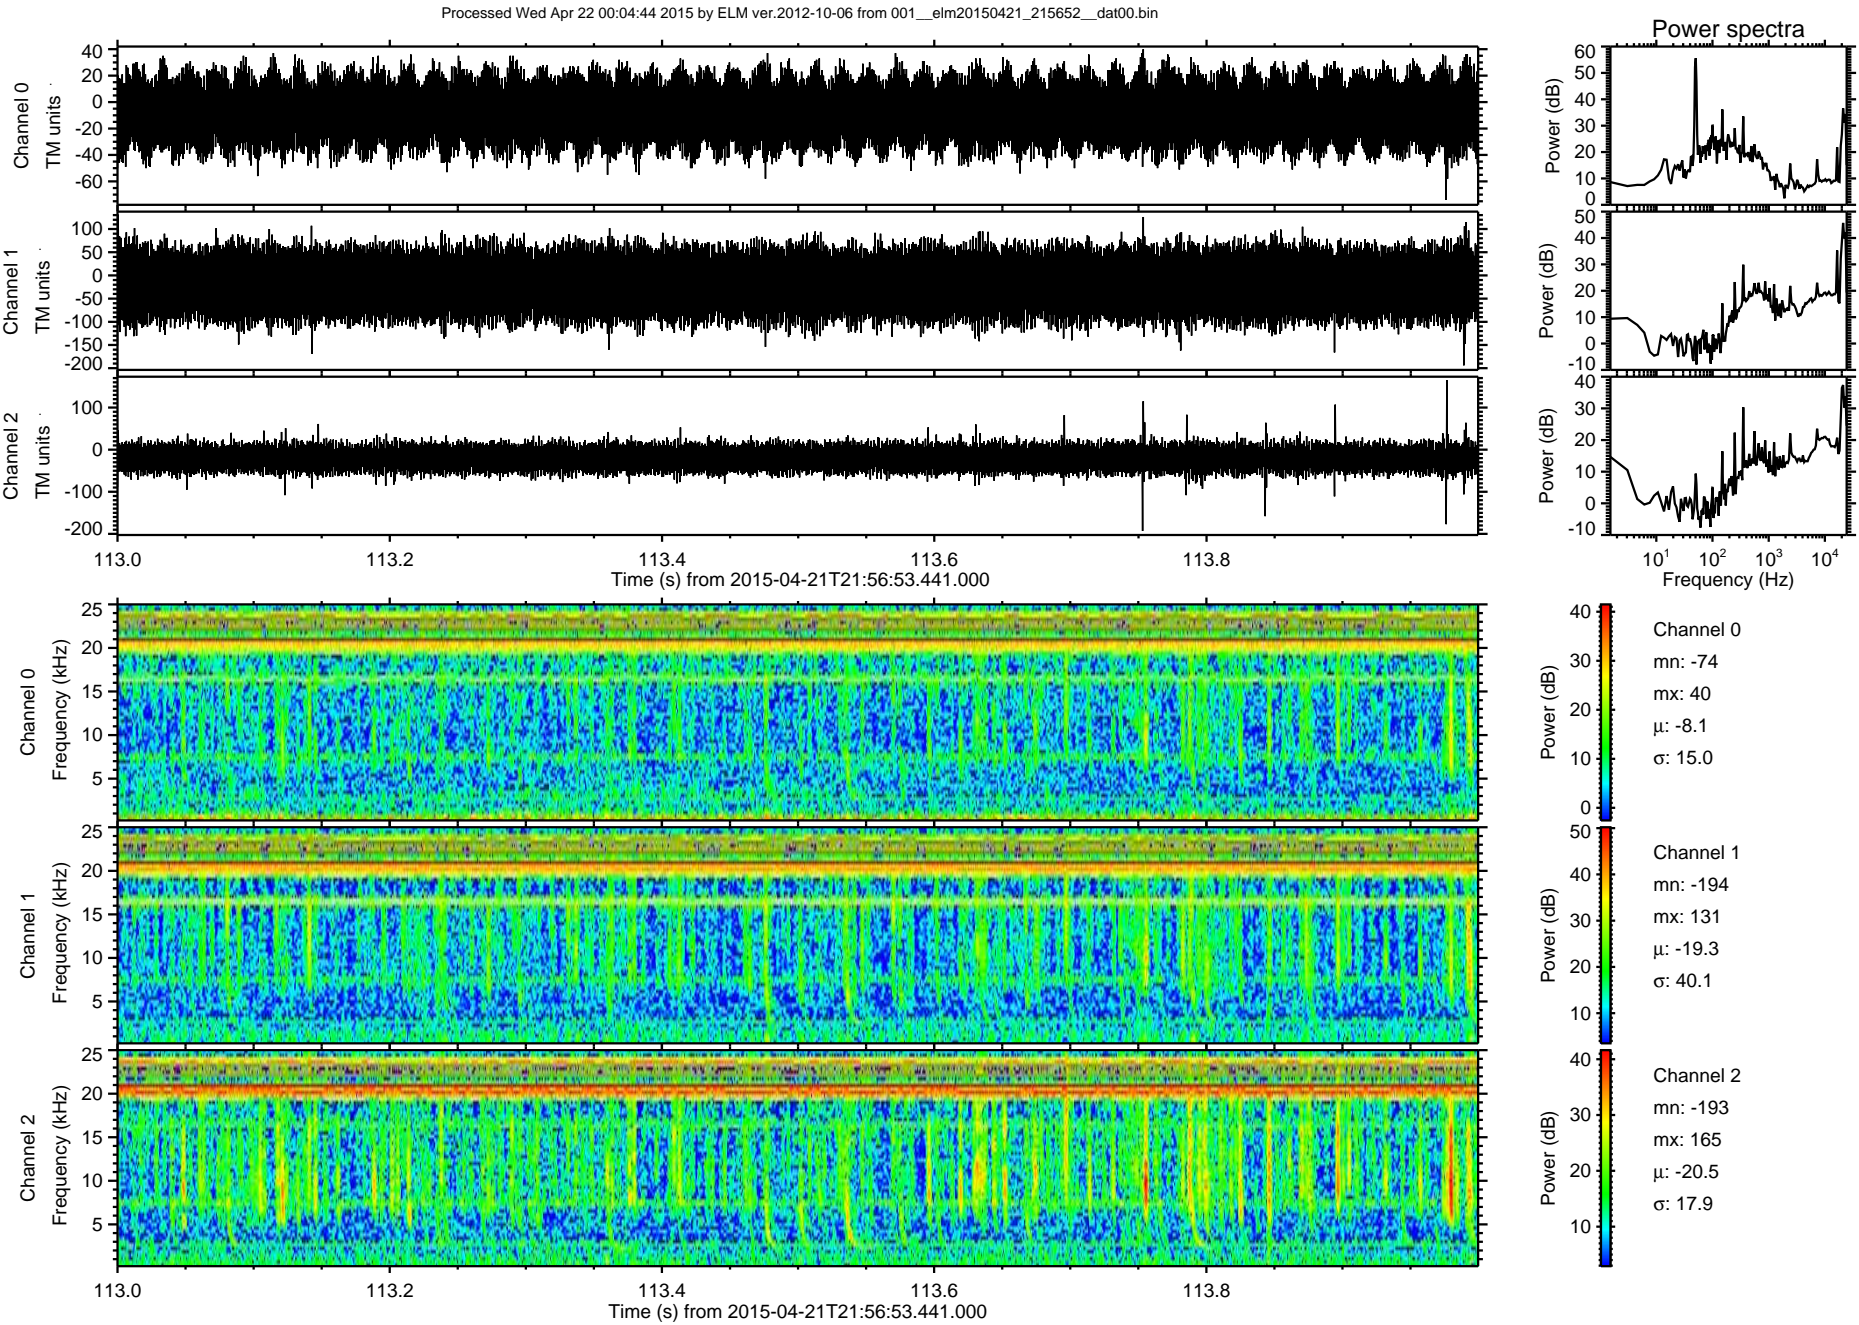 Processed Wed Apr 22 00:04:44 2015 by ELM ver.2012-10-06 from 001__elm20150421_215652__dat00.bin
Power spectra
Channel 0
TM units
40
20
0
-20
-40
-60
Power (dB)
60
50
40
30
20
10
0
Channel 1
TM units
100
50
0
-50
-100
-150
-200
Power (dB)
50
40
30
20
10
0
-10
Channel 2
TM units
100
0
-100
-200
Power (dB)
40
30
20
10
0
-10
113.0 113.2 113.4 113.6 113.8
Time (s) from 2015-04-21T21:56:53.441.000
10¹ 10² 10³ 10⁴
Frequency (Hz)
Channel 0
Frequency (kHz)
25
20
15
10
5
Power (dB)
40
30
20
10
0
Channel 0
mn: -74
mx: 40
μ: -8.1
σ: 15.0
Channel 1
Frequency (kHz)
25
20
15
10
5
Power (dB)
50
40
30
20
10
Channel 1
mn: -194
mx: 131
μ: -19.3
σ: 40.1
Channel 2
Frequency (kHz)
25
20
15
10
5
Power (dB)
40
30
20
10
Channel 2
mn: -193
mx: 165
μ: -20.5
σ: 17.9
113.0 113.2 113.4 113.6 113.8
Time (s) from 2015-04-21T21:56:53.441.000